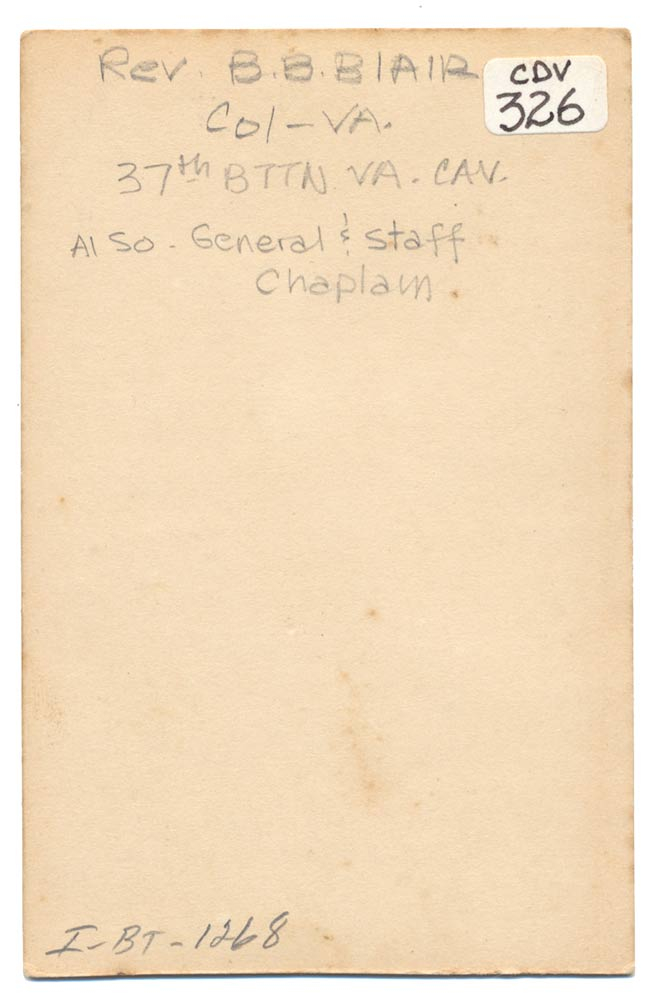 Rev. B.B.BlAIR
CDV
326
Col - VA.
37th BTTN VA. CAV.
Also - General & Staff
Chaplain
I-BT-1268